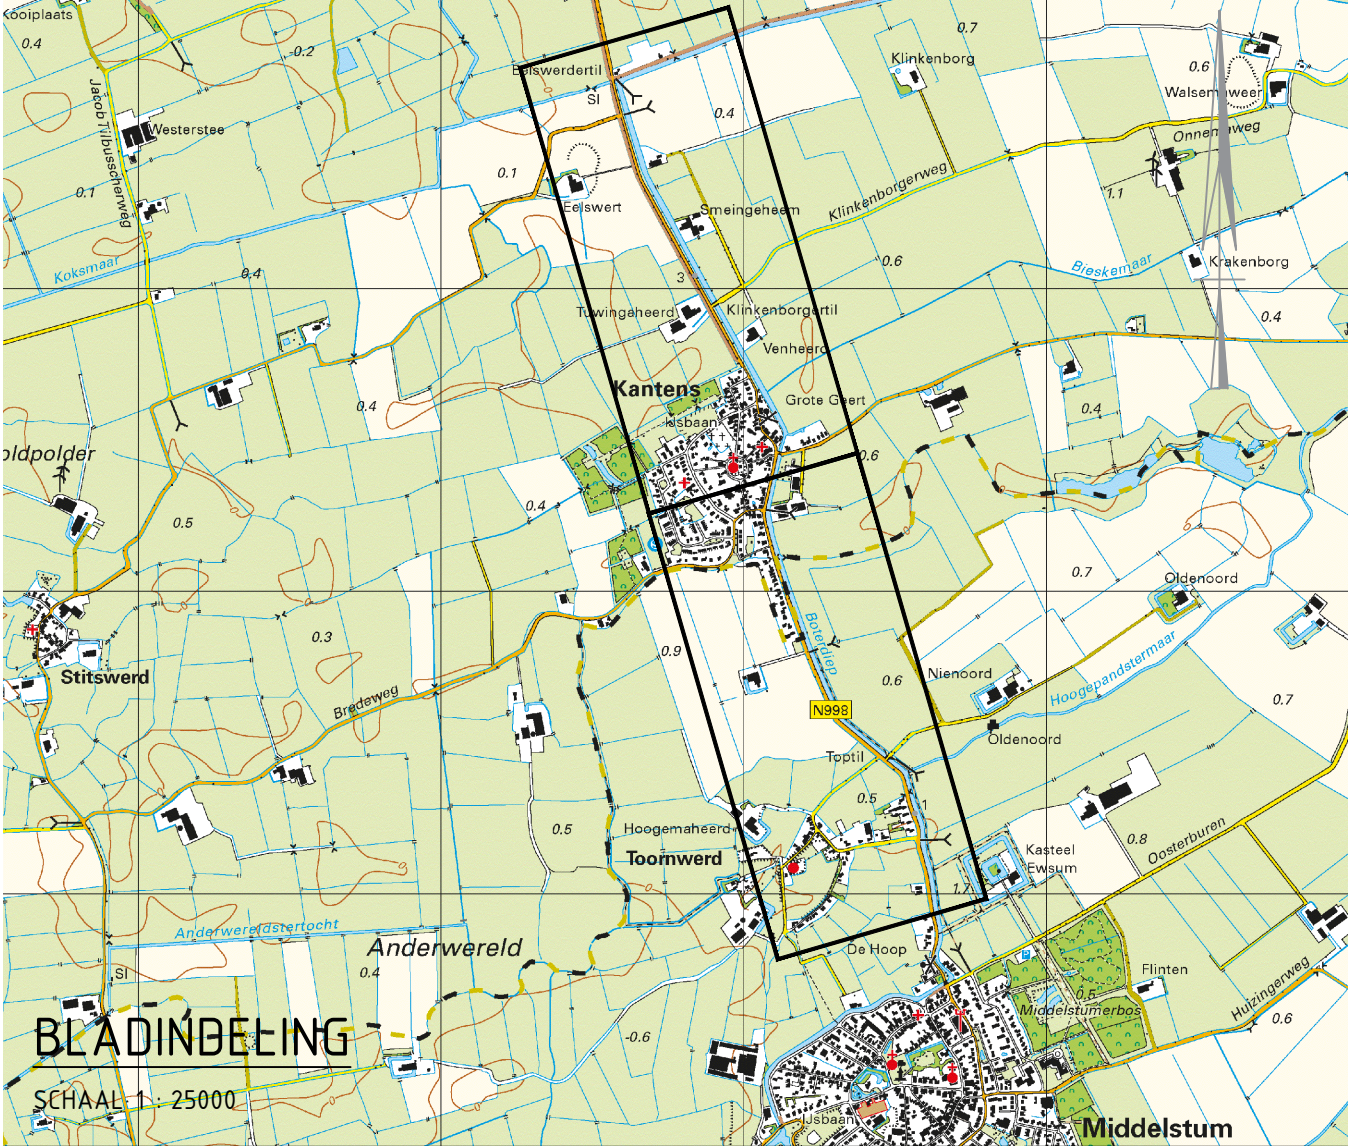 Kooiplaats
0.4
-0.2
Eelswerdertil
SI
0.7
Klinkenborg
0.6
Walsemaweer
Jacob Tilbusscherweg
Westerstee
0.4
Onnemaweg
0.1
0.1
Eelswert
Smeingeheem
Klinkenborgerweg
1.1
Koksmaar
0.4
3
0.6
Bieskemaar
Krakenborg
Tuwingaheerd
Klinkenborgertil
0.4
Venheerd
Kantens
Grote Geert
0.4
IJsbaan
0.4
oldpolder
0.6
0.5
0.4
0.7
Oldenoord
0.3
Boterdiep
Hoogepandstermaar
0.9
Stitswerd
Bredeweg
0.6
Nienoord
0.7
N998
Oldenoord
Toptil
0.5
1
0.5
Hoogemaheerd
Toornwerd
0.8
Oosterburen
Kasteel
Ewsum
1.7
Anderwereldstertocht
Anderwereld
De Hoop
SI
0.4
Flinten
0.5
Middelstumerbos
Huizingerweg
0.6
BLADINDELING
-0.6
SCHAAL 1 : 25000
IJsbaan
Middelstum
P